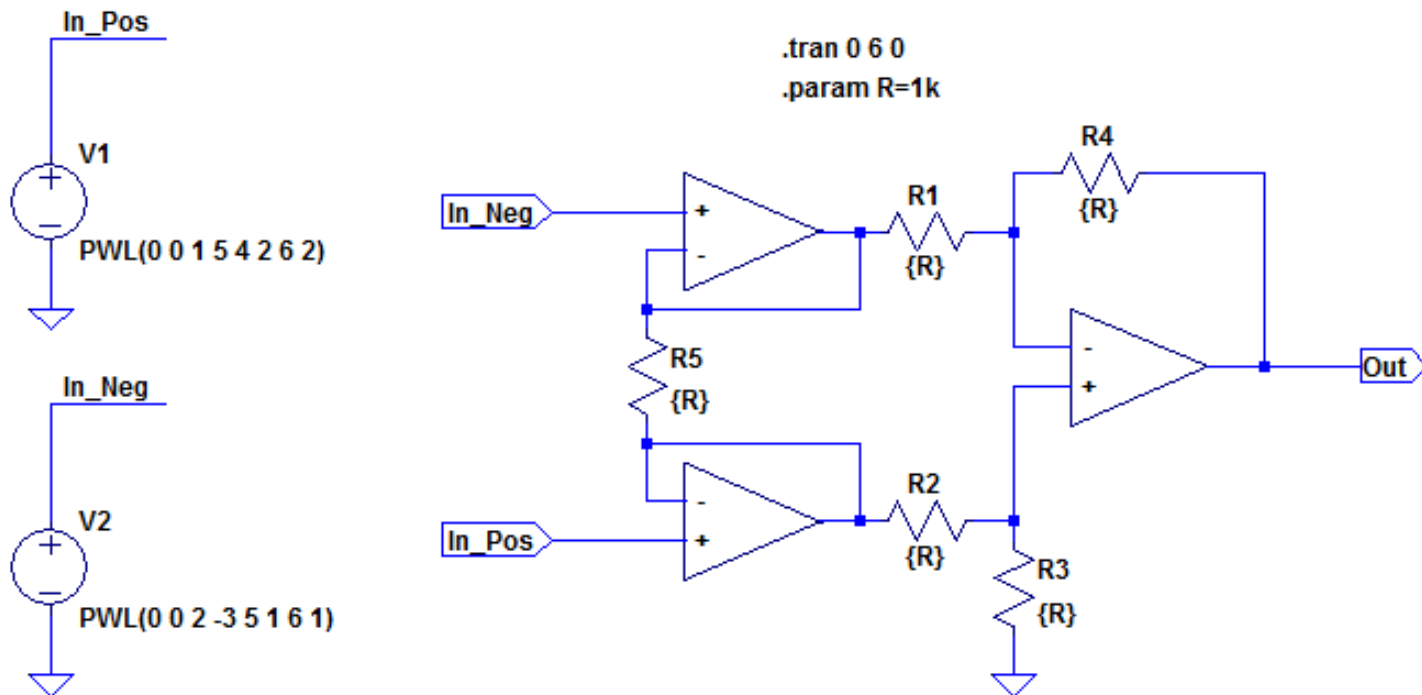 In_Pos
V1
+
PWL(0 0 1 5 4 2 6 2)
In_Neg
V2
+
PWL(0 0 2 -3 5 1 6 1)
.tran 0 6 0
.param R=1k
In_Neg
+
-
R1
{R}
R4
{R}
R5
{R}
-
+
Out
In_Pos
-
+
R2
{R}
R3
{R}